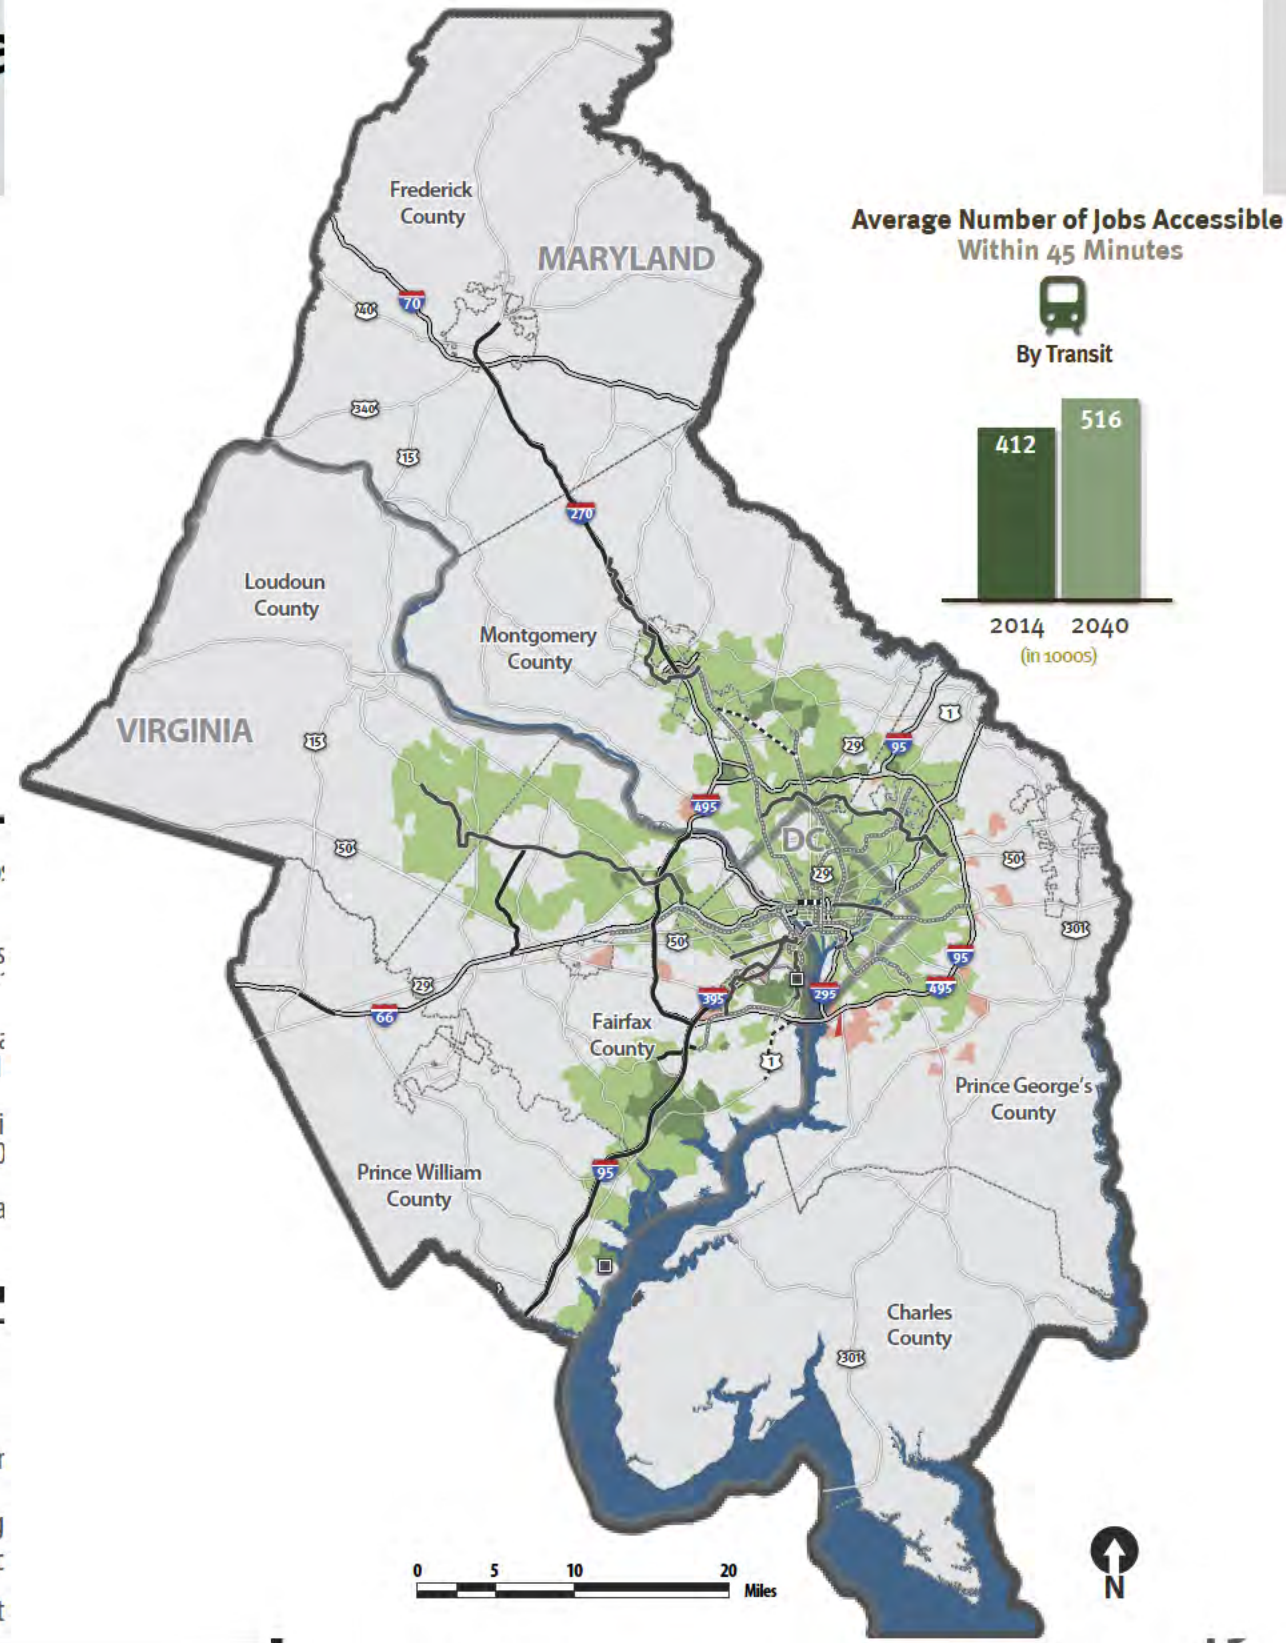 Frederick
County
MARYLAND
Average Number of Jobs Accessible
Within 45 Minutes
By Transit
412
516
2014
2040
(in 1000s)
70
40
340
15
270
Loudoun
County
Montgomery
County
VIRGINIA
15
1
29
95
495
50
DC
50
29
301
50
95
29
395
295
495
66
Fairfax
County
1
Prince George's
County
Prince William
County
95
Charles
County
301
0
5
10
20
Miles
N